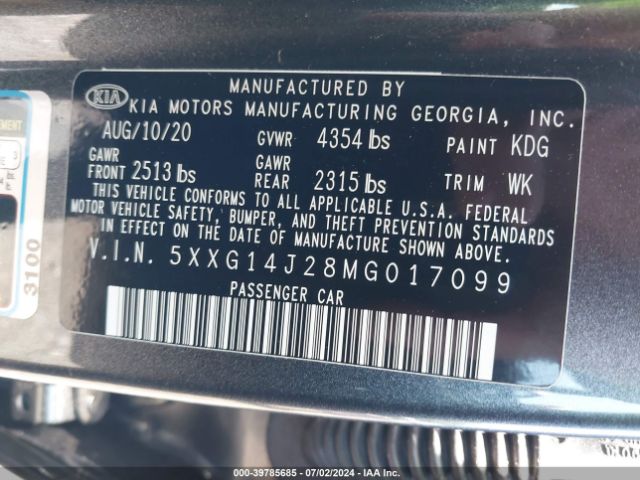 MANUFACTURED BY
KIA KIA MOTORS MANUFACTURING GEORGIA, INC.
AUG/10/20 GVWR 4354 lbs PAINT KDG
GAWR FRONT 2513 lbs GAWR REAR 2315 lbs TRIM WK
THIS VEHICLE CONFORMS TO ALL APPLICABLE U.S.A. FEDERAL
MOTOR VEHICLE SAFETY, BUMPER, AND THEFT PREVENTION STANDARDS
IN EFFECT ON THE DATE OF MANUFACTURE SHOWN ABOVE.
V.I.N. 5XXG14J28MG017099
PASSENGER CAR
3100
000-39785685 - 07/02/2024 - IAA Inc.